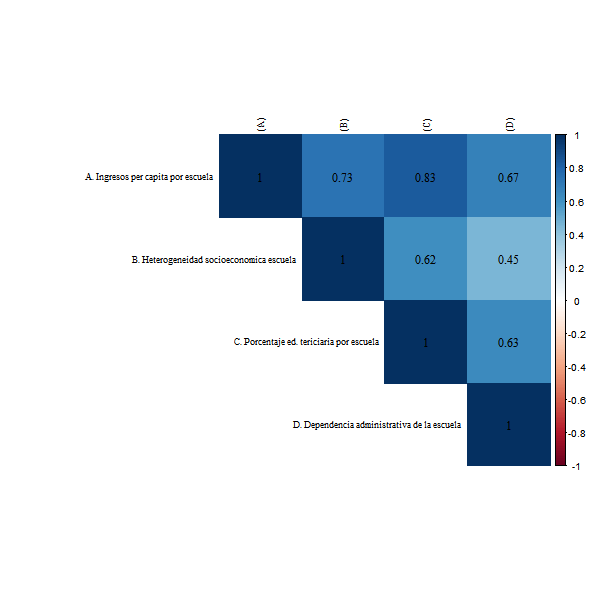 (A) (B) (C) (D)
A. Ingresos per capita por escuela 1 0.73 0.83 0.67
B. Heterogeneidad socioeconomica escuela 1 0.62 0.45
C. Porcentaje ed. tericiaria por escuela 1 0.63
D. Dependencia administrativa de la escuela 1
1
0.8
0.6
0.4
0.2
0
-0.2
-0.4
-0.6
-0.8
-1